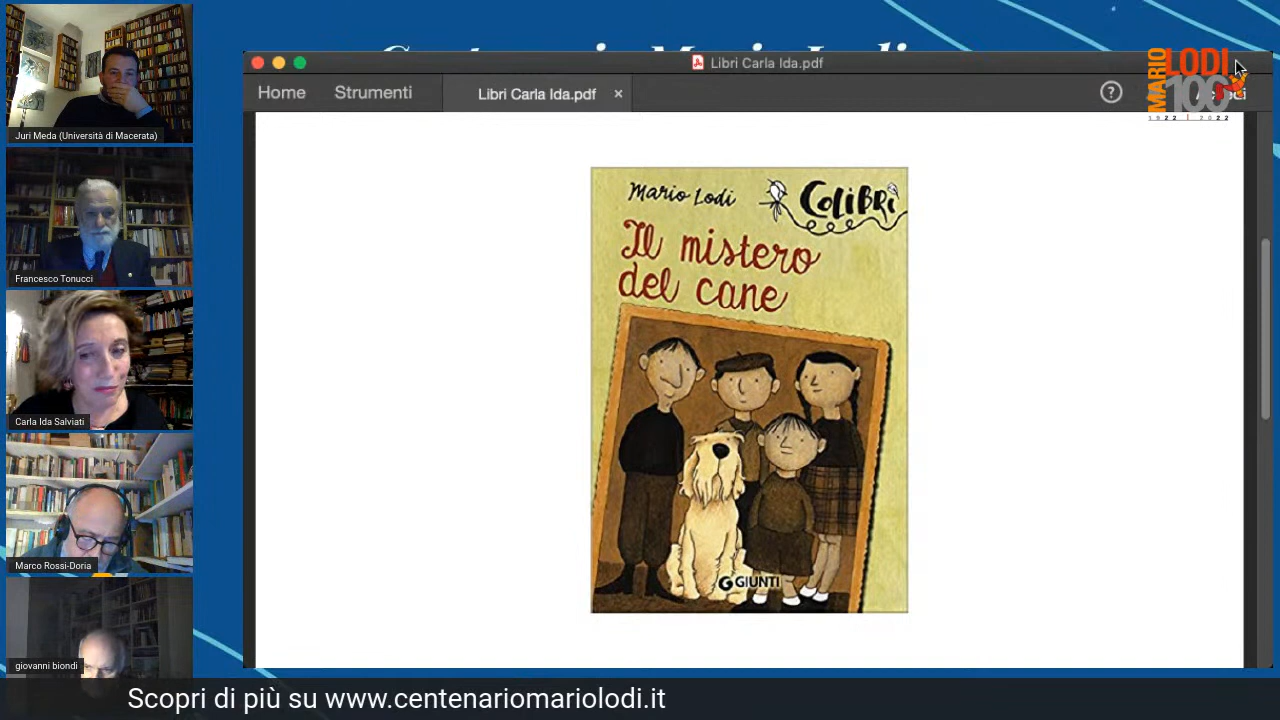 Libri Carla Ida.pdf
Home
Strumenti
Libri Carla Ida.pdf
MARIO
LODI
100
1922 | 2022
Mario Lodi
COLIBRÌ
Il mistero
del cane
GIUNTI
Juri Meda (Università di Macerata)
Francesco Tonucci
Carla Ida Salviati
Marco Rossi-Doria
giovanni biondi
Scopri di più su www.centenariomariolodi.it